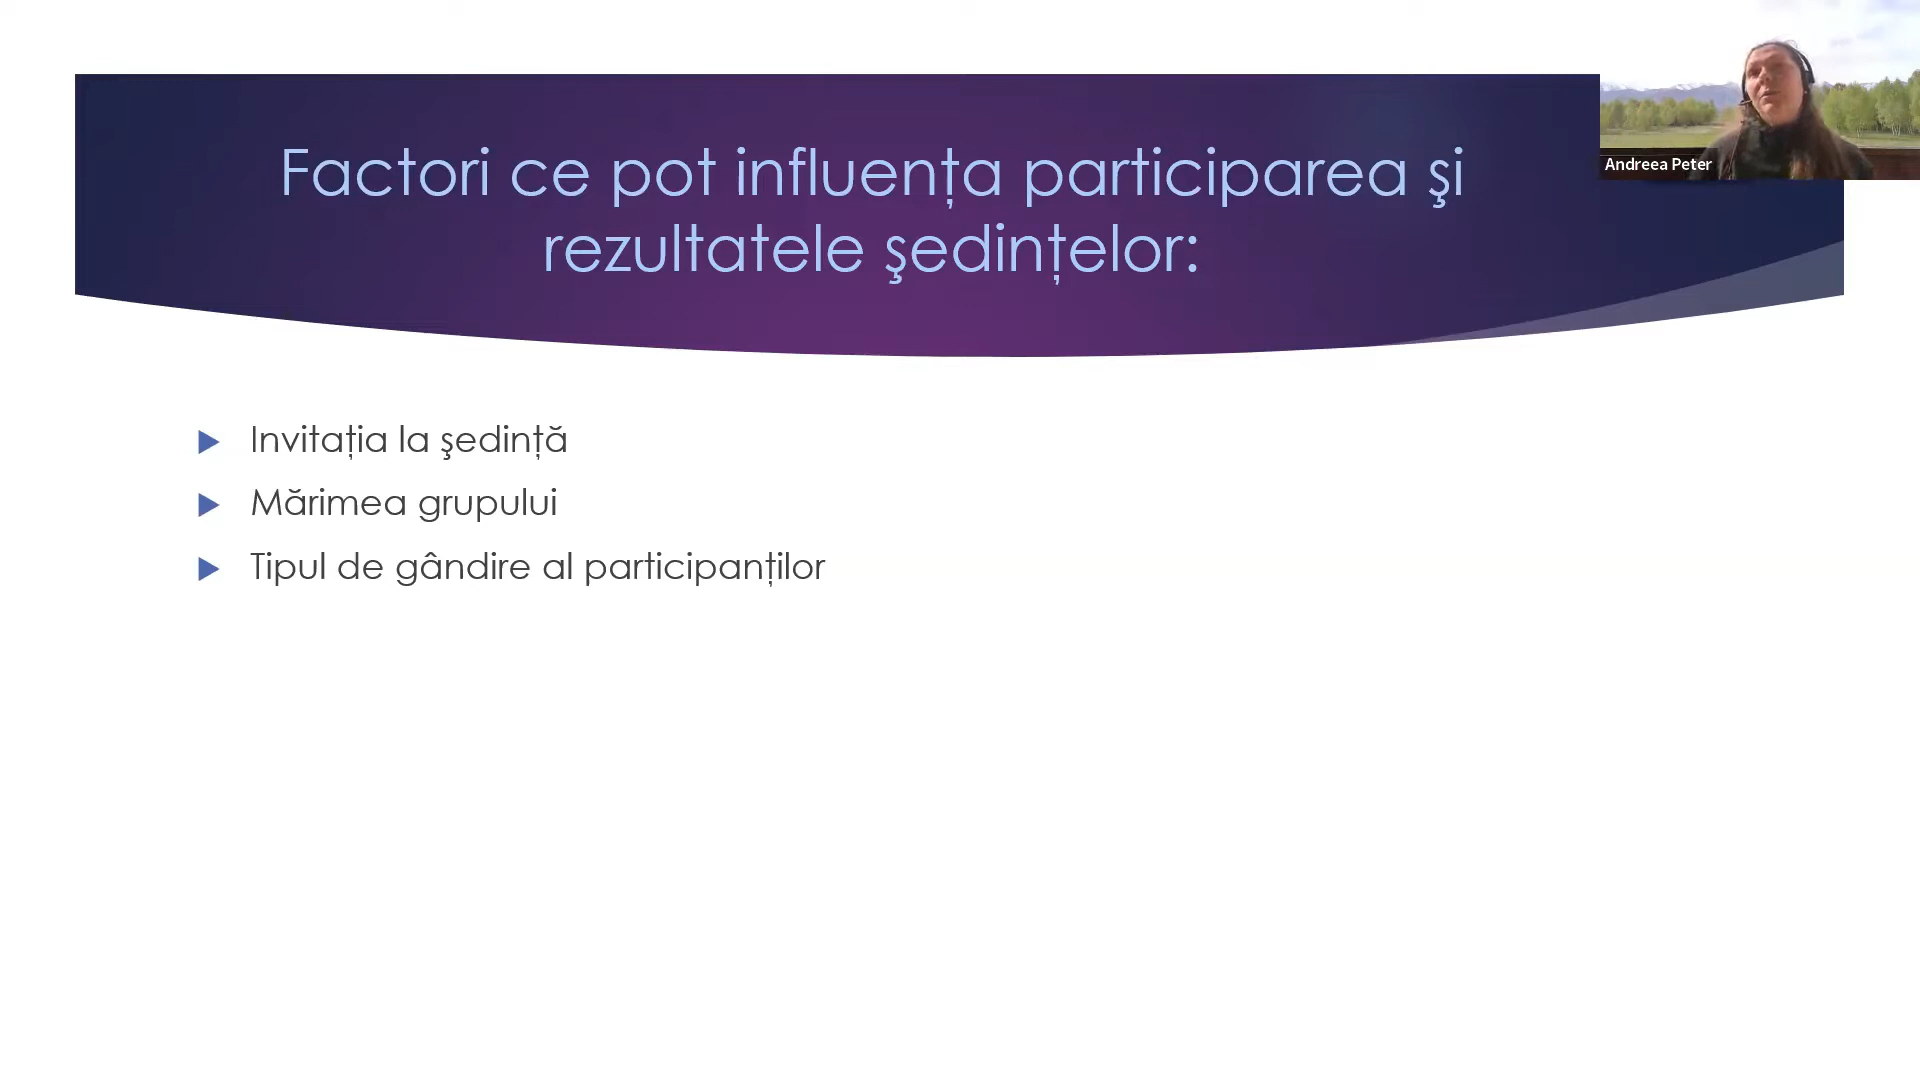 Factori ce pot influența participarea şi
rezultatele şedințelor:
Andreea Peter
Invitația la şedință
Mărimea grupului
Tipul de gândire al participanților